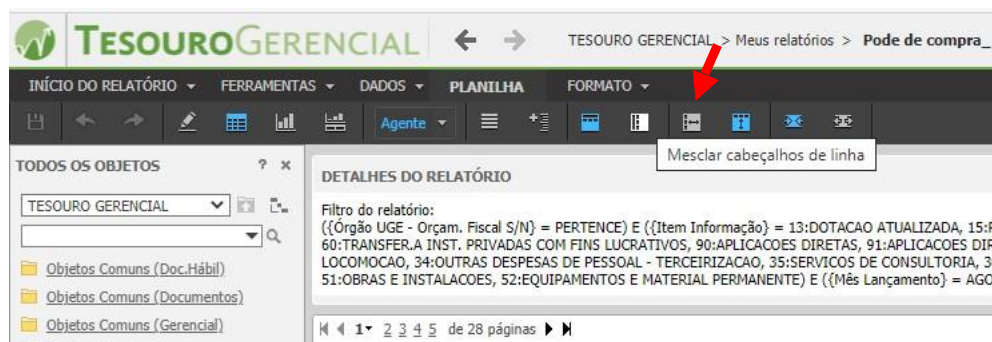 TESOUROGERENCIAL
TESOURO GERENCIAL > Meus relatórios > Pode de compra_
INÍCIO DO RELATÓRIO FERRAMENTAS DADOS PLANILHA FORMATO
Agente
Mesclar cabeçalhos de linha
TODOS OS OBJETOS ? x
TESOURO GERENCIAL
Objetos Comuns (Doc.Hábil)
Objetos Comuns (Documentos)
Objetos Comuns (Gerencial)
DETALHES DO RELATÓRIO
Filtro do relatório:
({Órgão UGE - Orçam. Fiscal S/N} = PERTENCE) E ({Item Informação} = 13:DOTACAO ATUALIZADA, 15:
60:TRANSFER.A INST. PRIVADAS COM FINS LUCRATIVOS, 90:APLICACOES DIRETAS, 91:APLICACOES DI
LOCOMOCAO, 34:OUTRAS DESPESAS DE PESSOAL - TERCEIRIZACAO, 35:SERVICOS DE CONSULTORIA, 3
51:OBRAS E INSTALACOES, 52:EQUIPAMENTOS E MATERIAL PERMANENTE) E ({Mês Lançamento} = AGO
1 2 3 4 5 de 28 páginas